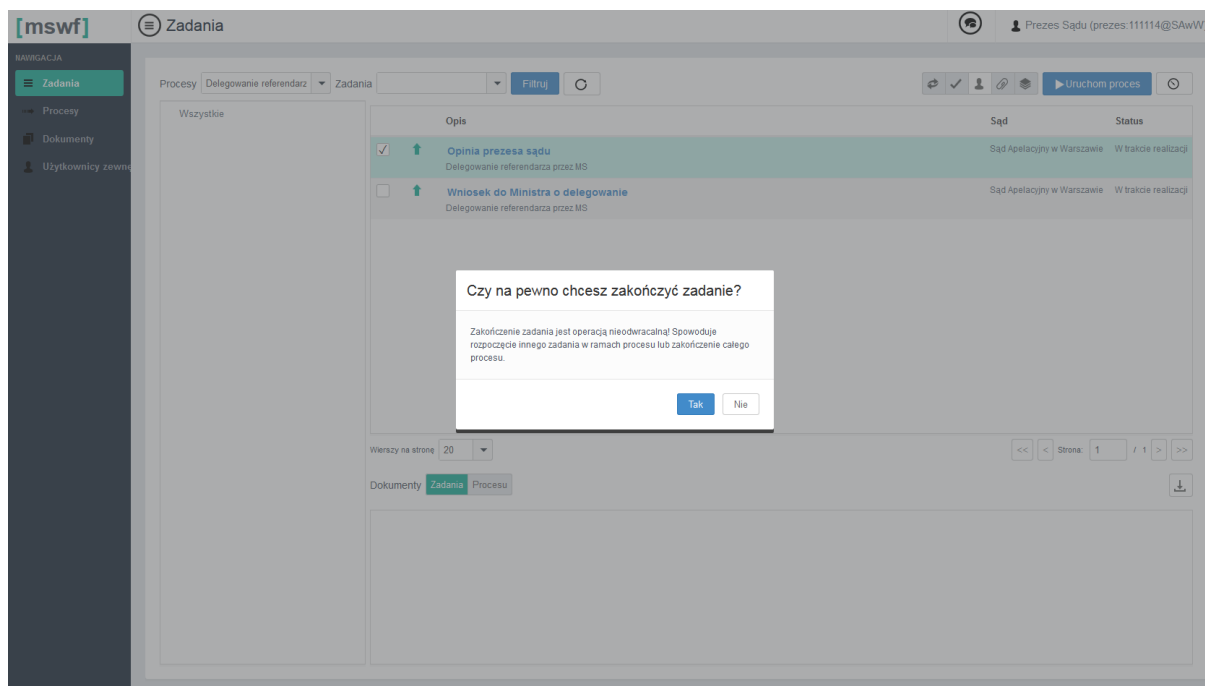 [mswf]
Zadania
Prezes Sądu (prezes:111114@SAwW
NAWIGACJA
Zadania
Procesy
Dokumenty
Użytkownicy zewnę
Procesy Delegowanie referendarz Zadania Filtruj Uruchom proces
Wszystkie
Opis Sąd Status
Opinia prezesa sądu Sąd Apelacyjny w Warszawie W trakcie realizacji
Delegowanie referendarza przez MS
Wniosek do Ministra o delegowanie Sąd Apelacyjny w Warszawie W trakcie realizacji
Delegowanie referendarza przez MS
Czy na pewno chcesz zakończyć zadanie?
Zakończenie zadania jest operacją nieodwracalną! Spowoduje
rozpoczęcie innego zadania w ramach procesu lub zakończenie całego
procesu.
Tak Nie
Wierszy na stronę 20 << < Strona: 1 / 1 > >>
Dokumenty Zadania Procesu